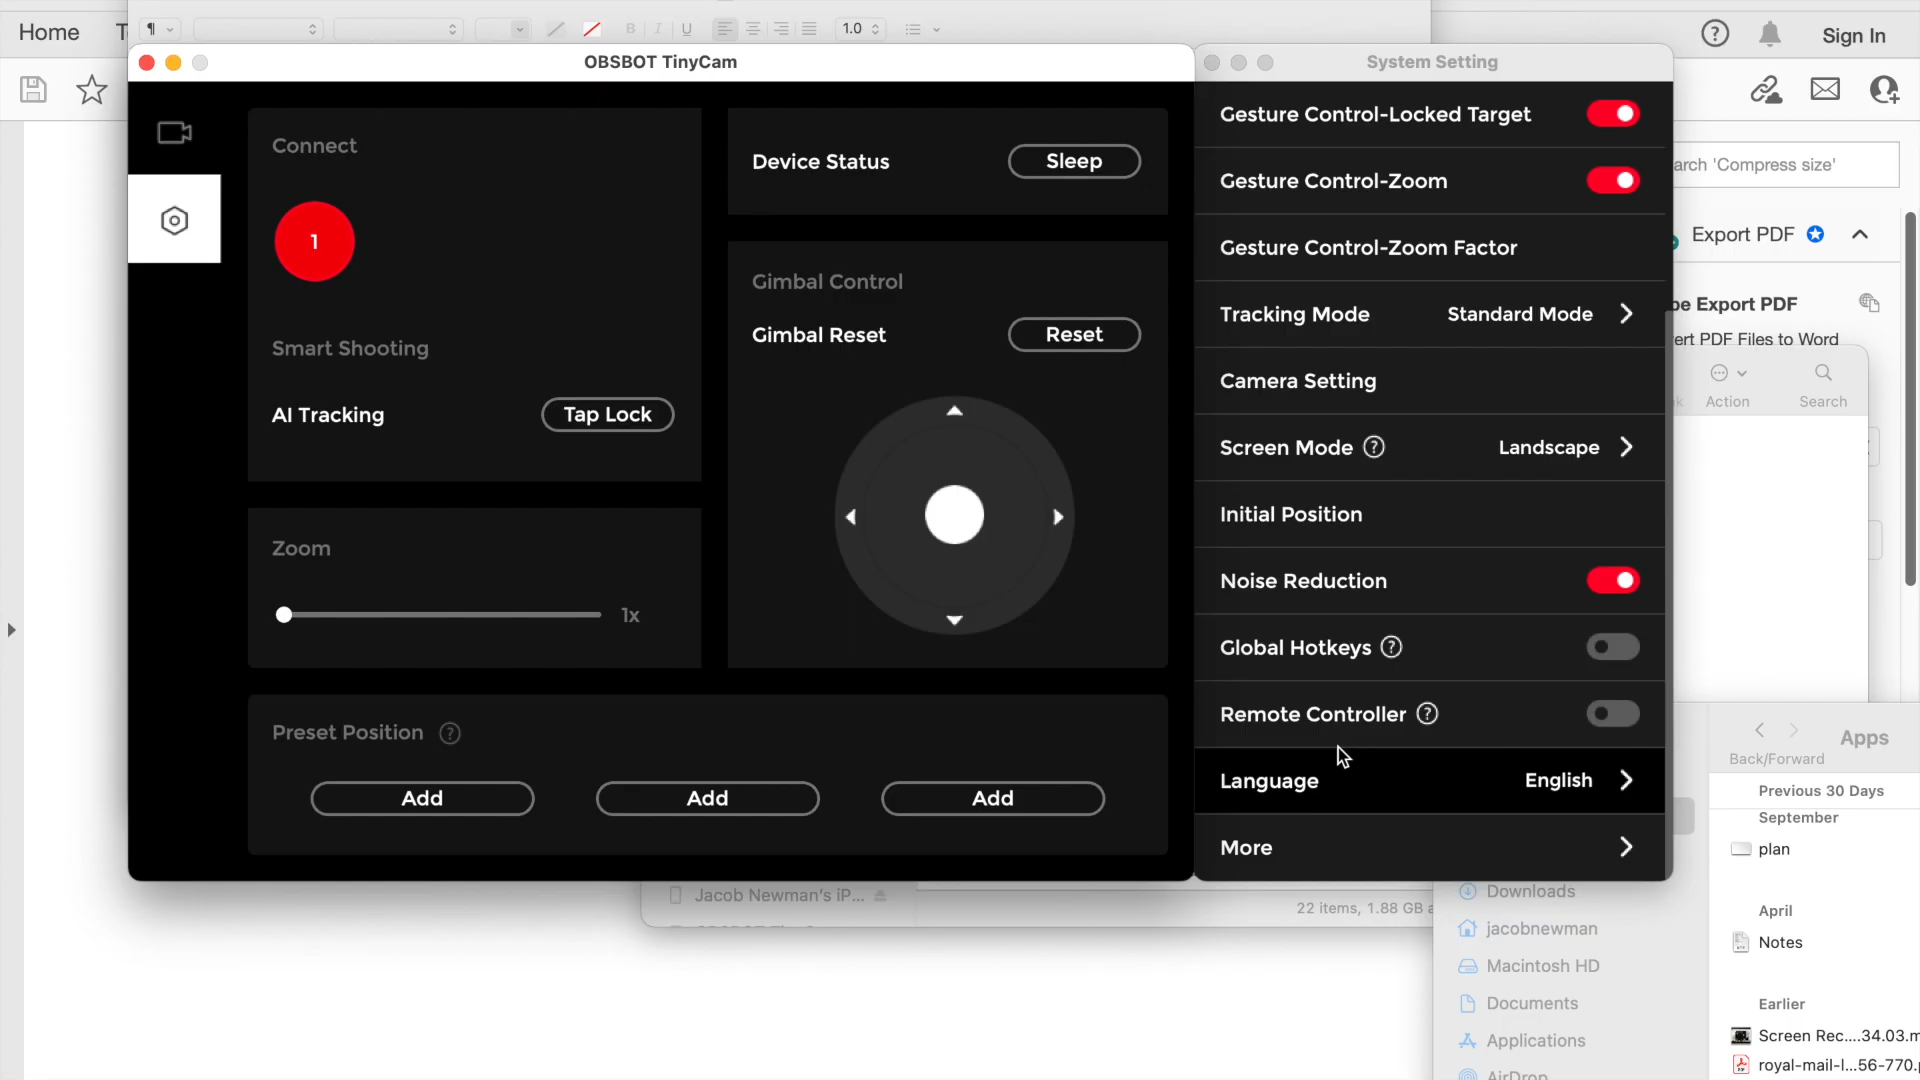 Home
1.0
Sign In
OBSBOT TinyCam
System Setting
Connect
1
Smart Shooting
AI Tracking
Tap Lock
Zoom
1x
Device Status
Sleep
Gimbal Control
Gimbal Reset
Reset
Preset Position ?
Add
Add
Add
Gesture Control-Locked Target
Gesture Control-Zoom
Gesture Control-Zoom Factor
Tracking Mode Standard Mode
Camera Setting
Screen Mode ? Landscape
Initial Position
Noise Reduction
Global Hotkeys ?
Remote Controller ?
Language English
More
'Compress size'
Export PDF
Export PDF
PDF Files to Word
Action
Search
Back/Forward
Apps
Previous 30 Days
September
plan
April
Notes
Earlier
Screen Rec....34.03.m
royal-mail-l...56-770.
Jacob Newman's iP...
22 items, 1.88 GB
Downloads
jacobnewman
Macintosh HD
Documents
Applications
AirDrop